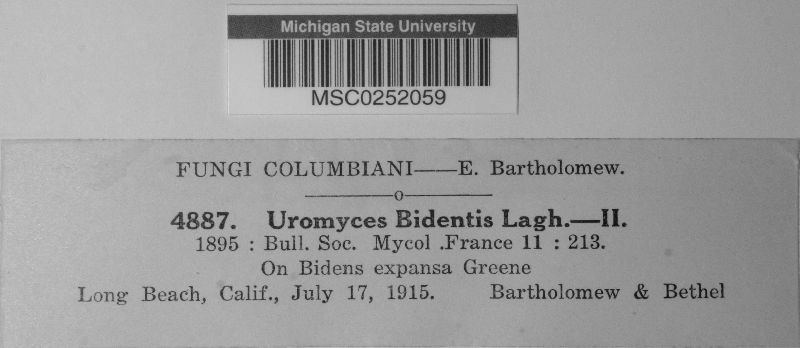 Michigan State University
MSC0252059
FUNGI COLUMBIANI——E. Bartholomew.
o
4887. Uromyces Bidentis Lagh.—II.
1895 : Bull. Soc. Mycol .France 11 : 213.
On Bidens expansa Greene
Long Beach, Calif., July 17, 1915. Bartholomew & Bethel